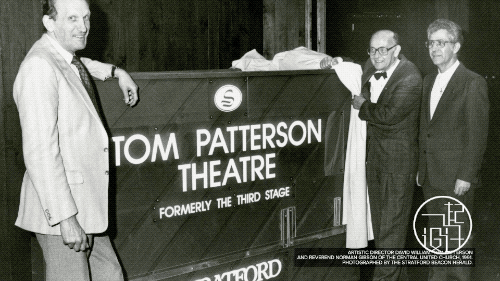 TOM PATTERSON
THEATRE
FORMERLY THE THIRD STAGE
STRATFORD
ARTISTIC DIRECTOR DAVID WILLIAM, TOM PATTERSON
AND REVEREND NORMAN GIBSON OF THE CENTRAL UNITED CHURCH, 1991.
PHOTOGRAPHED BY THE STRATFORD BEACON HERALD.